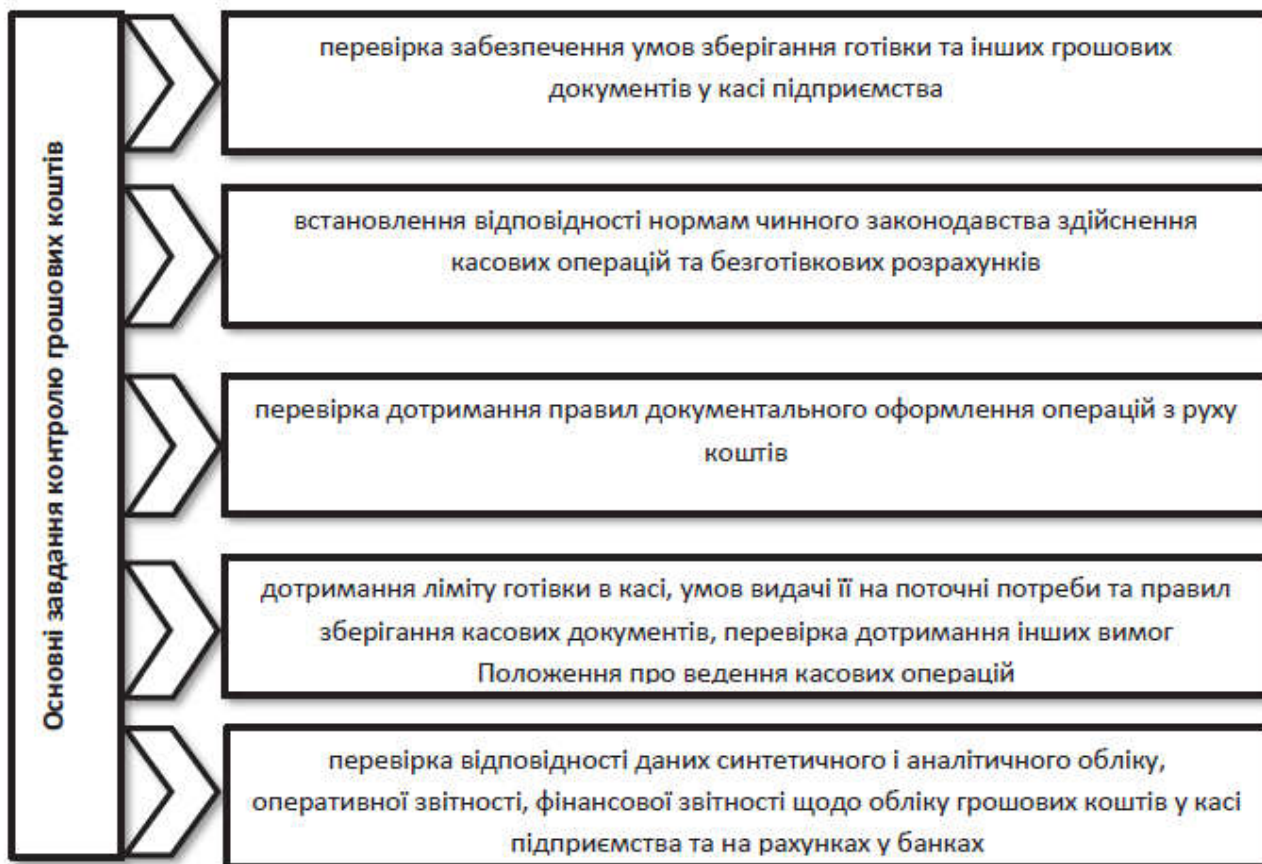 Основні завдання контролю грошових коштів
перевірка забезпечення умов зберігання готівки та інших грошових
документів у касі підприємства
встановлення відповідності нормам чинного законодавства здійснення
касових операцій та безготівкових розрахунків
перевірка дотримання правил документального оформлення операцій з руху
коштів
дотримання ліміту готівки в касі, умов видачі її на поточні потреби та правил
зберігання касових документів, перевірка дотримання інших вимог
Положення про ведення касових операцій
перевірка відповідності даних синтетичного і аналітичного обліку,
оперативної звітності, фінансової звітності щодо обліку грошових коштів у касі
підприємства та на рахунках у банках